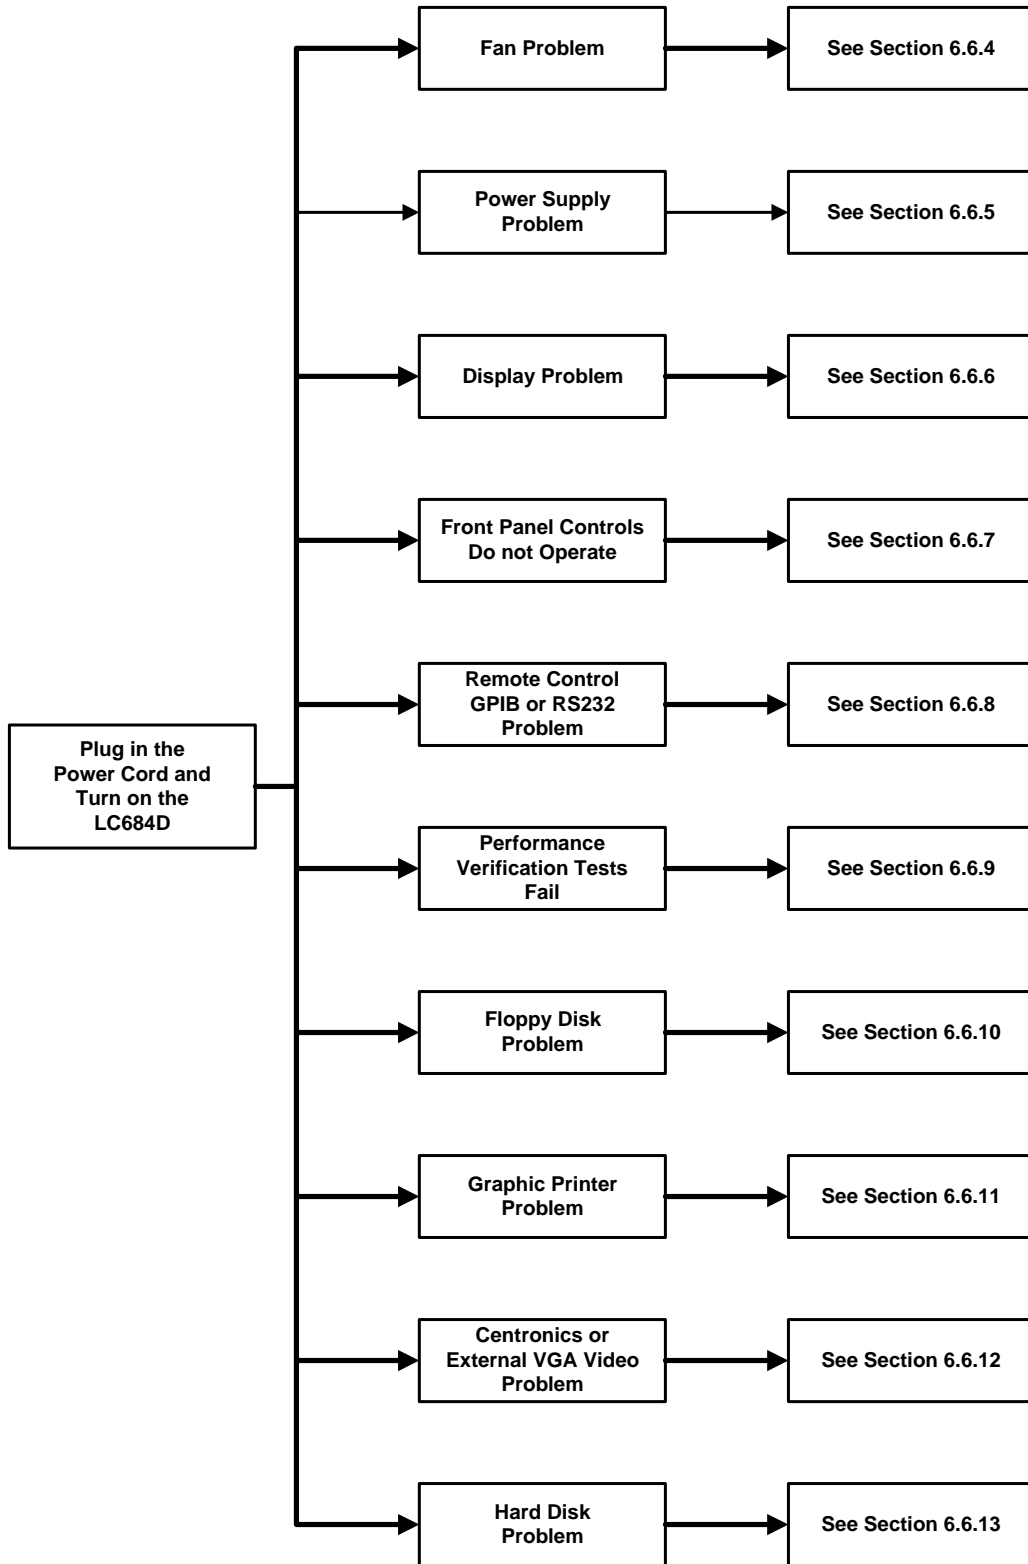 Fan Problem
See Section 6.6.4
Power Supply
Problem
See Section 6.6.5
Display Problem
See Section 6.6.6
Front Panel Controls
Do not Operate
See Section 6.6.7
Remote Control
GPIB or RS232
Problem
See Section 6.6.8
Plug in the
Power Cord and
Turn on the
LC684D
Performance
Verification Tests
Fail
See Section 6.6.9
Floppy Disk
Problem
See Section 6.6.10
Graphic Printer
Problem
See Section 6.6.11
Centronics or
External VGA Video
Problem
See Section 6.6.12
Hard Disk
Problem
See Section 6.6.13